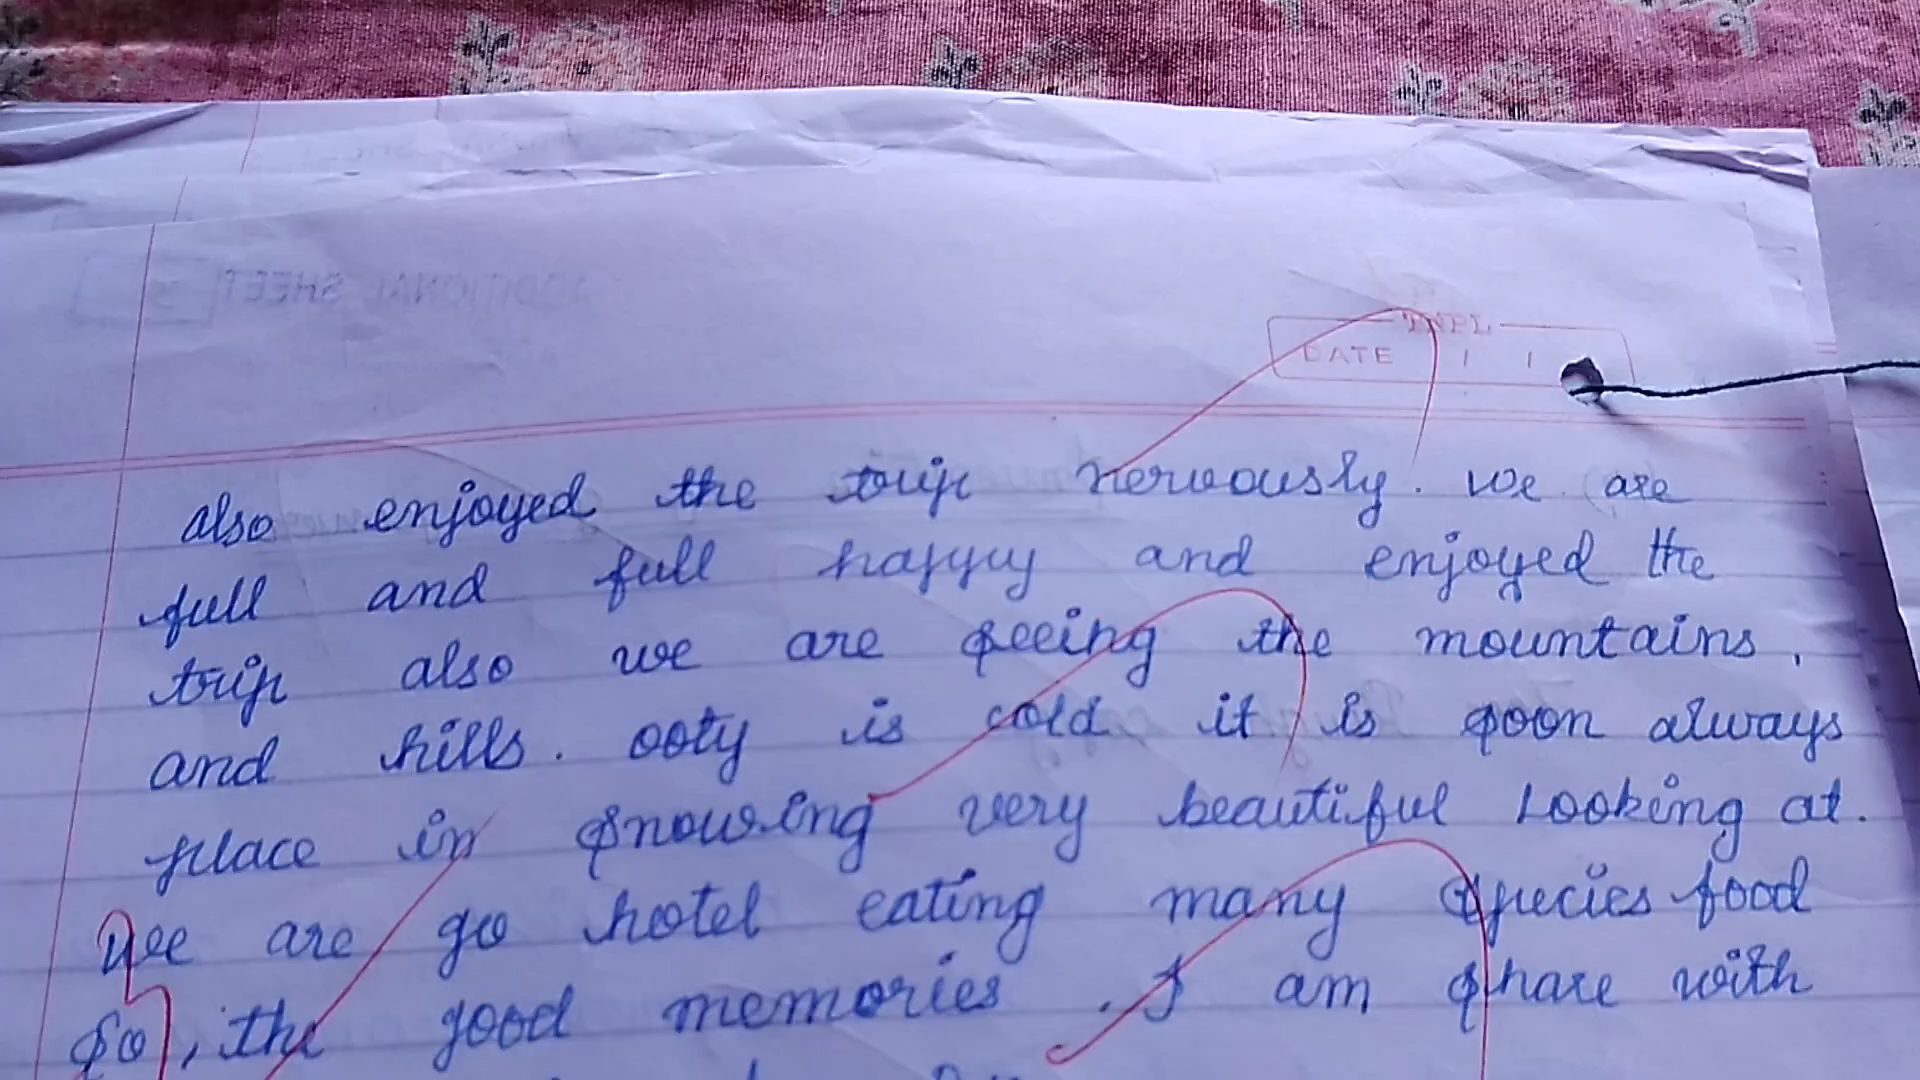 TNPL
DATE / /
also enjoyed the trip nervously. we are
full and full happy and enjoyed the
trip also we are seeing the mountains,
and hills. ooty is cold it is soon always
place in snowing very beautiful Looking at.
We are go hotel eating many species food
So, the good memories. I am share with